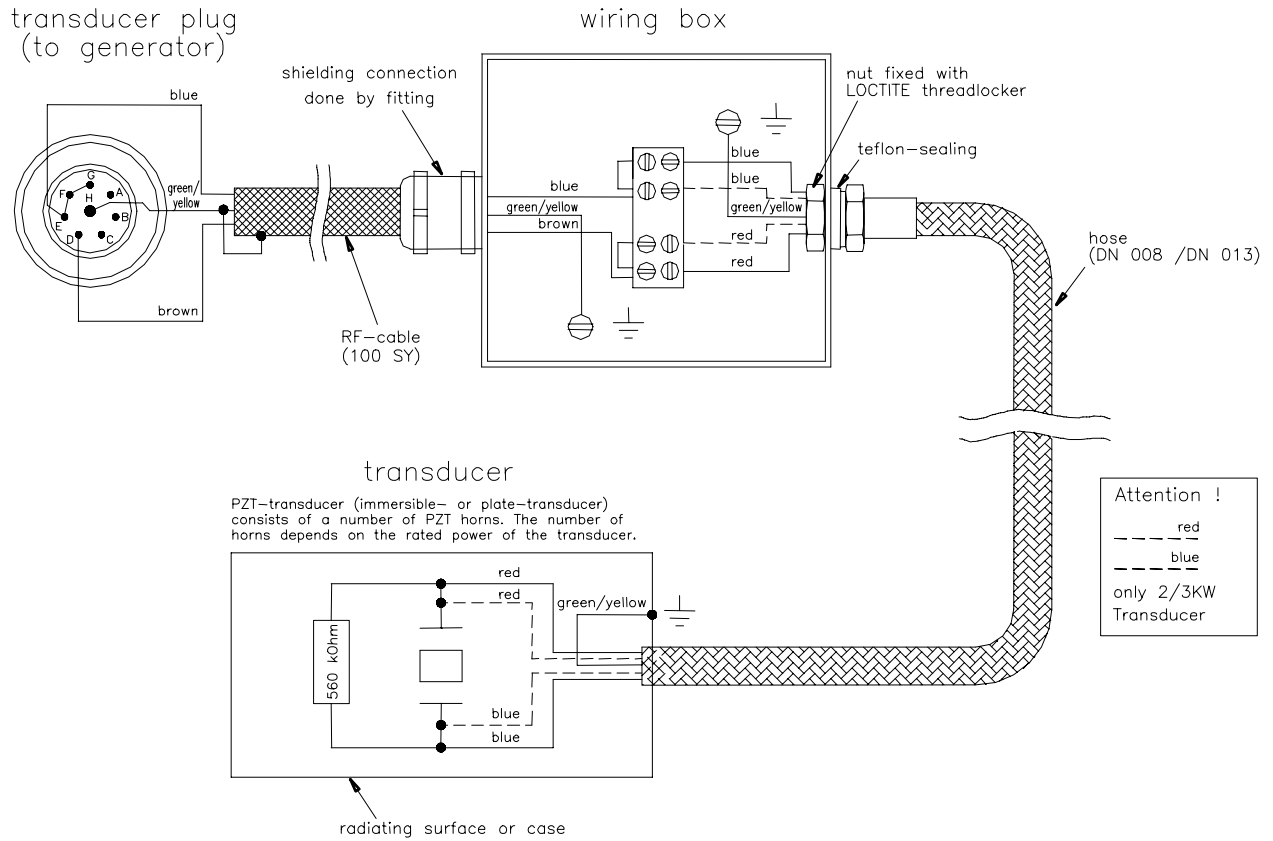 transducer plug
(to generator)
wiring box
shielding connection
done by fitting
nut fixed with
LOCTITE threadlocker
teflon-sealing
blue
G
F
A
H
E
B
D
C
green/
yellow
brown
blue
green/yellow
brown
blue
blue
green/yellow
red
red
RF-cable
(100 SY)
hose
(DN 008 /DN 013)
transducer
PZT-transducer (immersible- or plate-transducer)
consists of a number of PZT horns. The number of
horns depends on the rated power of the transducer.
red
red
green/yellow
560 kOhm
blue
blue
radiating surface or case
Attention !
red
blue
only 2/3KW
Transducer